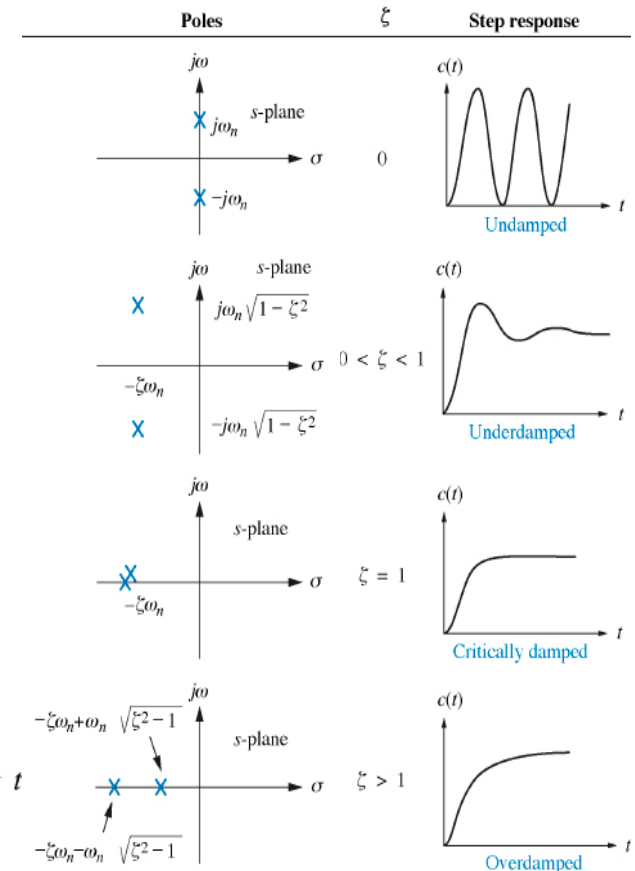 Poles ζ Step response
jω c(t)
s-plane
jωₙ
σ 0
−jωₙ t
Undamped
jω s-plane c(t)
jωₙ √(1 − ζ²)
σ 0 < ζ < 1
−ζωₙ
−jωₙ √(1 − ζ²) t
Underdamped
jω c(t)
s-plane
σ ζ = 1
−ζωₙ t
Critically damped
jω c(t)
−ζωₙ+ωₙ √(ζ² − 1) s-plane
t σ ζ > 1
−ζωₙ−ωₙ √(ζ² − 1) t
Overdamped